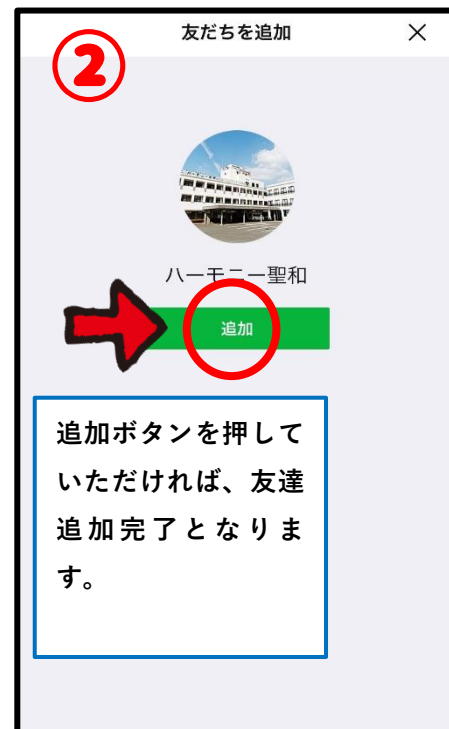 友だちを追加
②
ハーモニー聖和
追加
追加ボタンを押して
いただければ、友達
追加完了となりま
す。